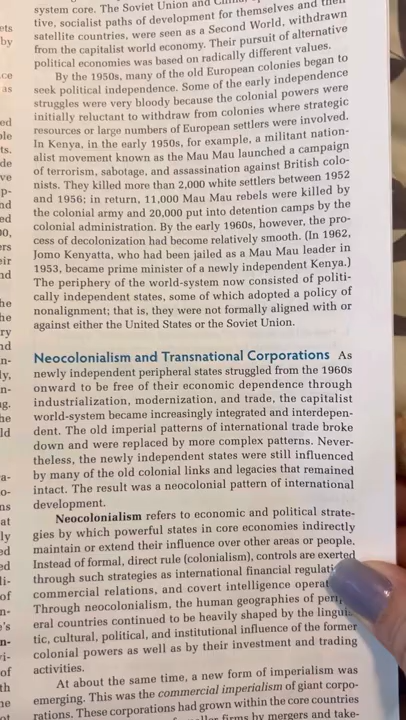 system core. The Soviet Union and
tive, socialist paths of development for themselves and their
satellite countries, were seen as a Second World, withdrawn
from the capitalist world economy. Their pursuit of alternative
political economies was based on radically different values.
By the 1950s, many of the old European colonies began to
seek political independence. Some of the early independence
struggles were very bloody because the colonial powers were
initially reluctant to withdraw from colonies where strategic
resources or large numbers of European settlers were involved.
In Kenya, in the early 1950s, for example, a militant nation-
alist movement known as the Mau Mau launched a campaign
of terrorism, sabotage, and assassination against British colo-
nists. They killed more than 2,000 white settlers between 1952
and 1956; in return, 11,000 Mau Mau rebels were killed by
the colonial army and 20,000 put into detention camps by the
colonial administration. By the early 1960s, however, the pro-
cess of decolonization had become relatively smooth. (In 1962,
Jomo Kenyatta, who had been jailed as a Mau Mau leader in
1953, became prime minister of a newly independent Kenya.)
The periphery of the world-system now consisted of politi-
cally independent states, some of which adopted a policy of
nonalignment; that is, they were not formally aligned with or
against either the United States or the Soviet Union.
Neocolonialism and Transnational Corporations As
newly independent peripheral states struggled from the 1960s
onward to be free of their economic dependence through
industrialization, modernization, and trade, the capitalist
world-system became increasingly integrated and interdepen-
dent. The old imperial patterns of international trade broke
down and were replaced by more complex patterns. Never-
theless, the newly independent states were still influenced
by many of the old colonial links and legacies that remained
intact. The result was a neocolonial pattern of international
development.
Neocolonialism refers to economic and political strate-
gies by which powerful states in core economies indirectly
maintain or extend their influence over other areas or people.
Instead of formal, direct rule (colonialism), controls are exerted
through such strategies as international financial regulati
commercial relations, and covert intelligence operat
Through neocolonialism, the human geographies of perip
eral countries continued to be heavily shaped by the linguis-
tic, cultural, political, and institutional influence of the former
colonial powers as well as by their investment and trading
activities.
At about the same time, a new form of imperialism was
emerging. This was the commercial imperialism of giant corpo-
rations. These corporations had grown within the core countries
firms by mergers and take-